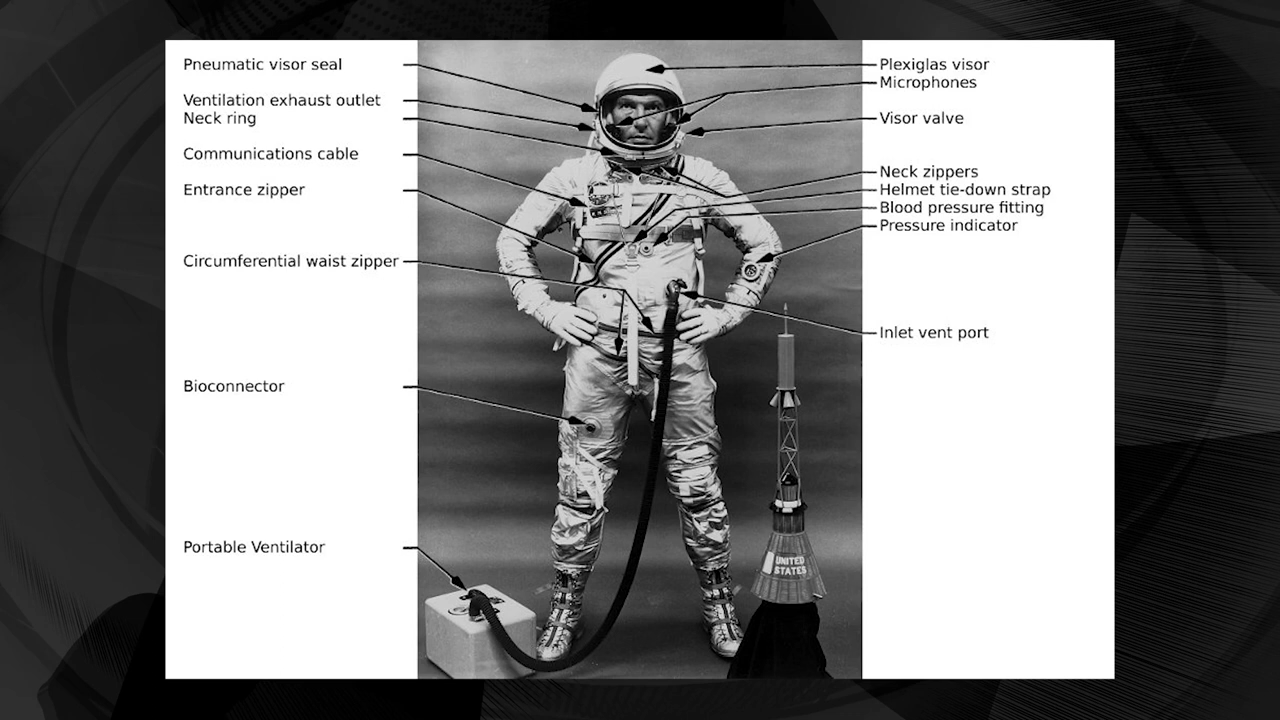 Pneumatic visor seal
Ventilation exhaust outlet
Neck ring
Communications cable
Entrance zipper
Circumferential waist zipper
Bioconnector
Portable Ventilator
Plexiglas visor
Microphones
Visor valve
Neck zippers
Helmet tie-down strap
Blood pressure fitting
Pressure indicator
Inlet vent port
UNITED
STATES